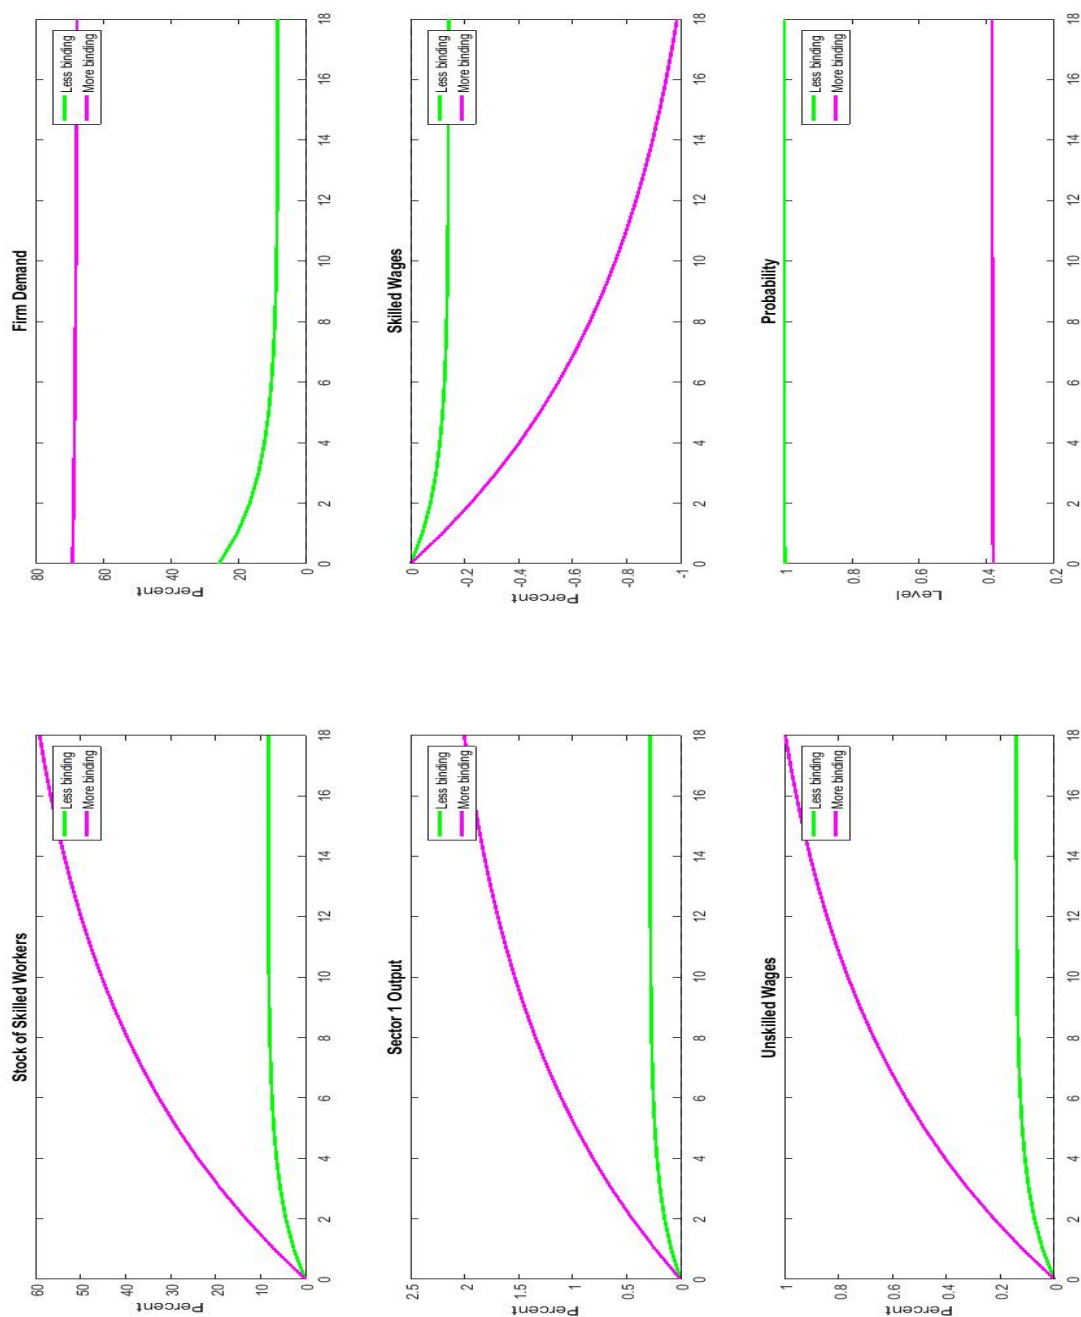 Stock of Skilled Workers
Percent
60
50
40
30
20
10
0
0 2 4 6 8 10 12 14 16 18
Less binding
More binding
Firm Demand
Percent
80
60
40
20
0
0 2 4 6 8 10 12 14 16 18
Less binding
More binding
Sector 1 Output
Percent
2.5
2
1.5
1
0.5
0
0 2 4 6 8 10 12 14 16 18
Less binding
More binding
Skilled Wages
Percent
0
-0.2
-0.4
-0.6
-0.8
-1
0 2 4 6 8 10 12 14 16 18
Less binding
More binding
Unskilled Wages
Percent
1
0.8
0.6
0.4
0.2
0
0 2 4 6 8 10 12 14 16 18
Less binding
More binding
Probability
Level
1
0.8
0.6
0.4
0.2
0 2 4 6 8 10 12 14 16 18
Less binding
More binding